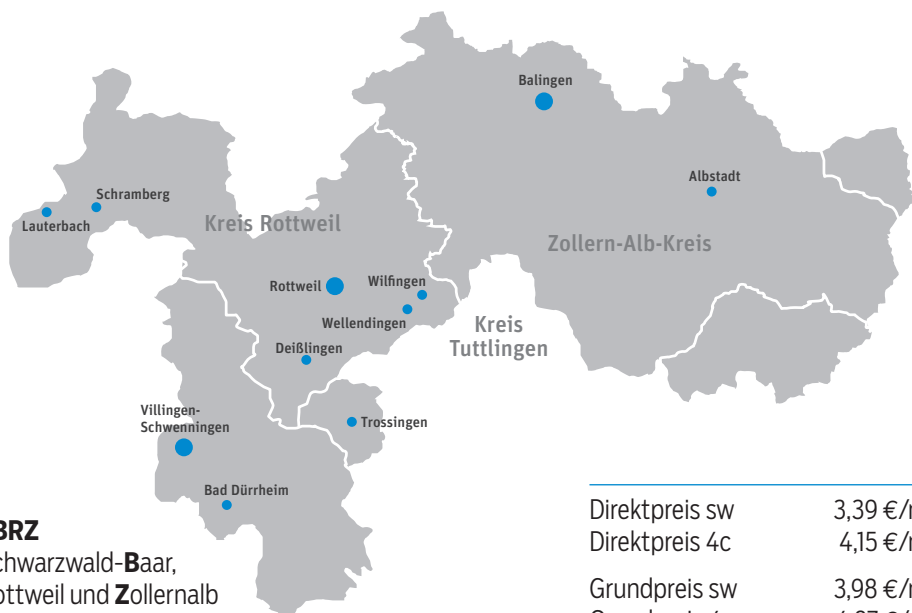 Balingen
Albstadt
Schramberg
Lauterbach
Kreis Rottweil
Zollern-Alb-Kreis
Rottweil
Wilfingen
Wellendingen
Kreis
Tuttlingen
Deißlingen
Villingen-
Schwenningen
Trossingen
Bad Dürrheim
BRZ
chwarzwald-Baar,
ottweil und Zollernalb
Direktpreis sw 3,39 €/
Direktpreis 4c 4,15 €/
Grundpreis sw 3,98 €/